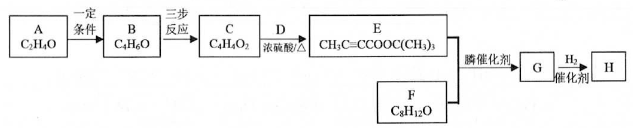 A
C₂H₄O
一定
条件
B
C₄H₆O
三步
反应
C
C₄H₄O₂
D
浓硫酸/△
E
CH₃C=CCOOC(CH₃)₃
F
C₈H₁₂O
膦催化剂
G
H₂
催化剂
H